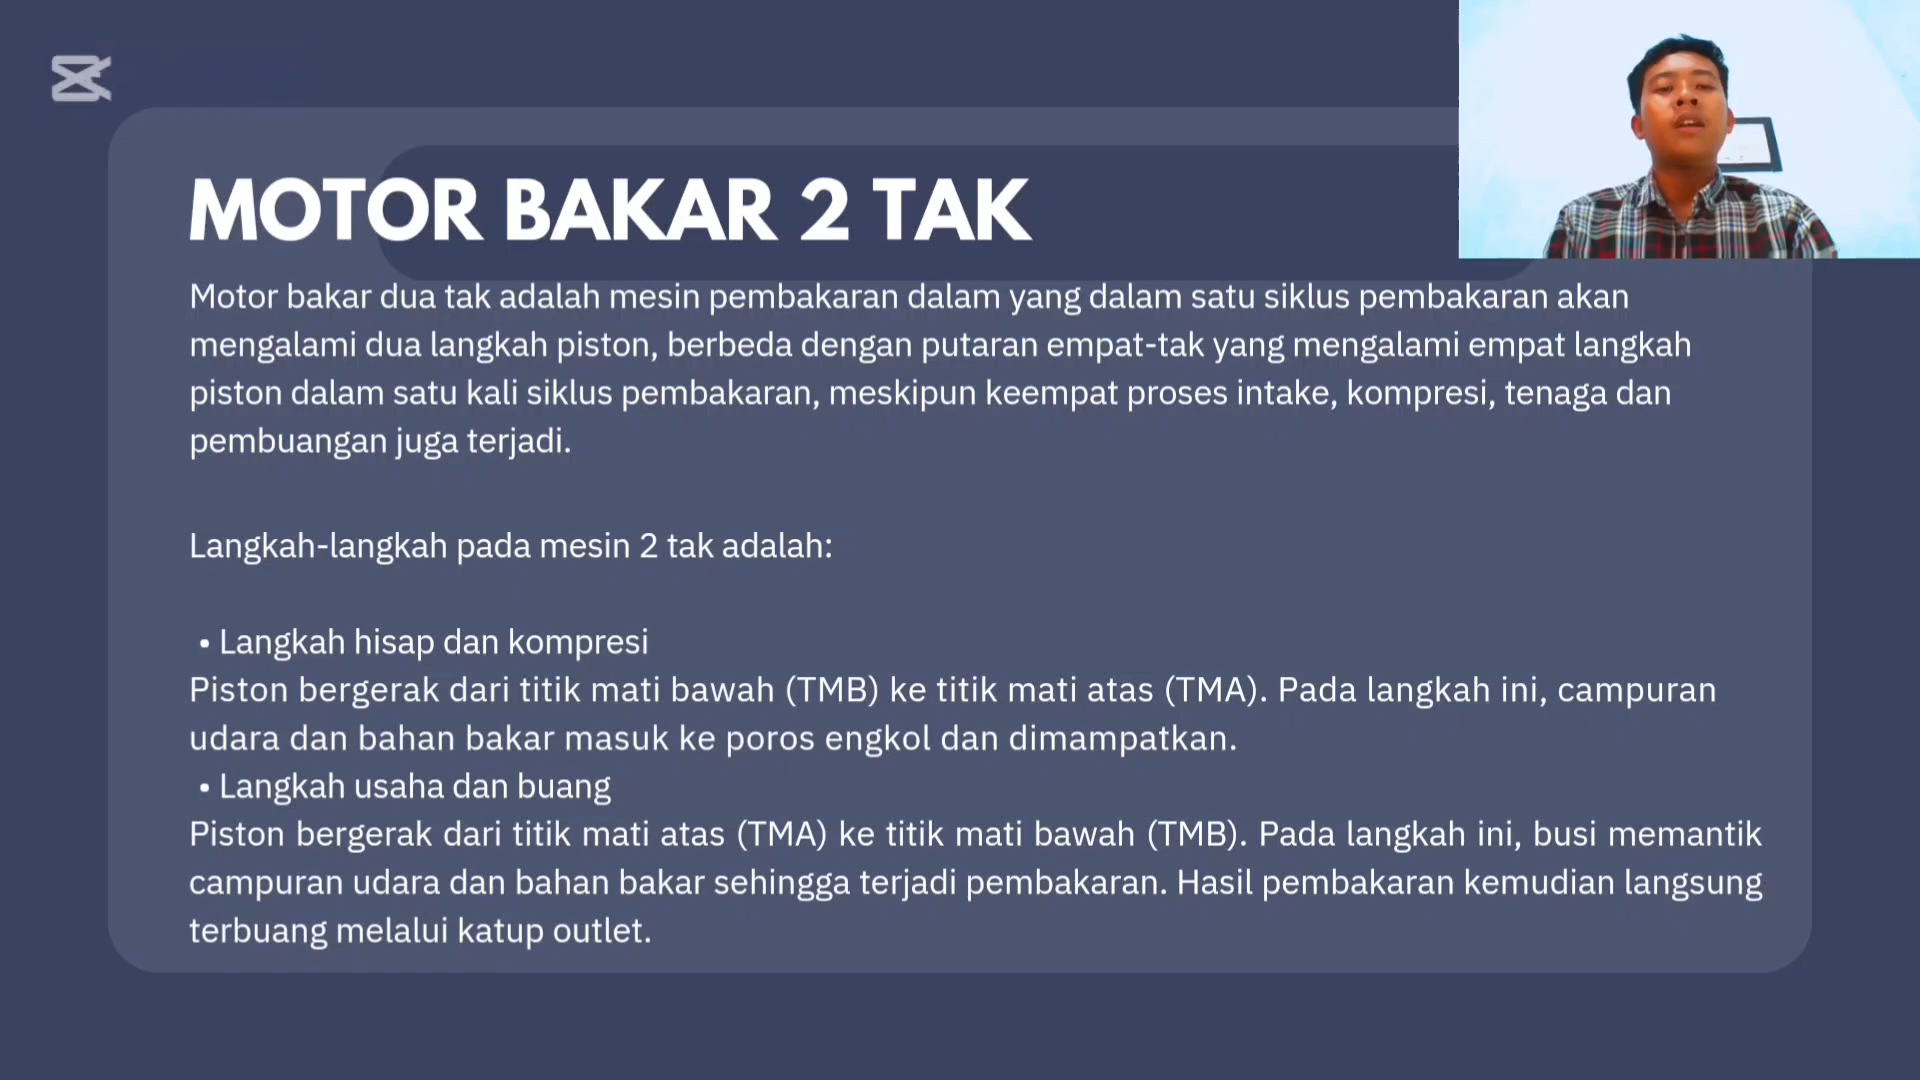 MOTOR BAKAR 2 TAK
Motor bakar dua tak adalah mesin pembakaran dalam yang dalam satu siklus pembakaran akan
mengalami dua langkah piston, berbeda dengan putaran empat-tak yang mengalami empat langkah
piston dalam satu kali siklus pembakaran, meskipun keempat proses intake, kompresi, tenaga dan
pembuangan juga terjadi.
Langkah-langkah pada mesin 2 tak adalah:
• Langkah hisap dan kompresi
Piston bergerak dari titik mati bawah (TMB) ke titik mati atas (TMA). Pada langkah ini, campuran
udara dan bahan bakar masuk ke poros engkol dan dimampatkan.
• Langkah usaha dan buang
Piston bergerak dari titik mati atas (TMA) ke titik mati bawah (TMB). Pada langkah ini, busi memantik
campuran udara dan bahan bakar sehingga terjadi pembakaran. Hasil pembakaran kemudian langsung
terbuang melalui katup outlet.